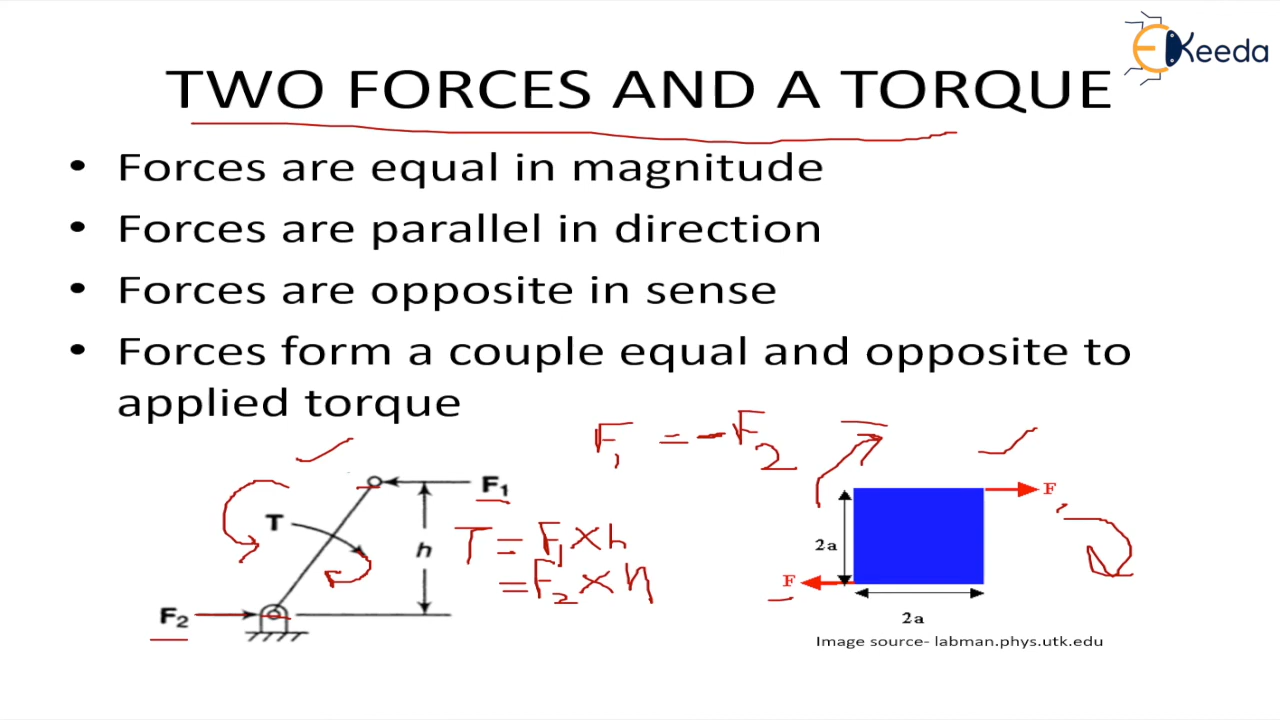 EKeeda
TWO FORCES AND A TORQUE
• Forces are equal in magnitude
• Forces are parallel in direction
• Forces are opposite in sense
• Forces form a couple equal and opposite to
applied torque
F₁ = -F₂
F₁
T
h
F₂
T = F₁ × h
= F₂ × h
F
2a
F
2a
Image source- labman.phys.utk.edu